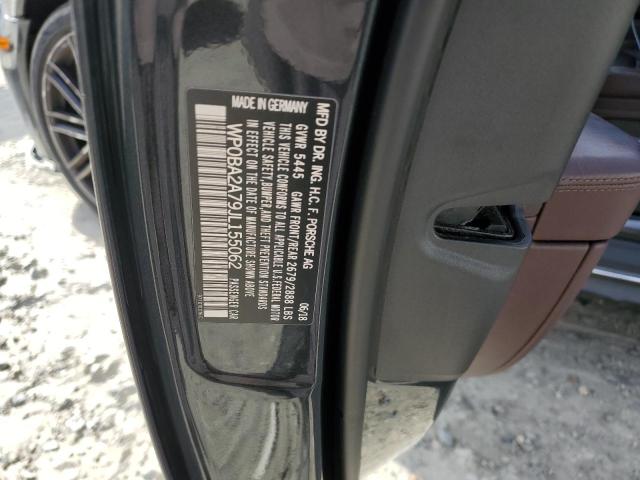 MFD BY DR. ING. H.C. F. PORSCHE AG
MADE IN GERMANY 06/18
GVWR 5445 GAWR FRONT/REAR 2679/2888 LBS
THIS VEHICLE CONFORMS TO ALL APPLICABLE U.S.FEDERAL MOTOR
VEHICLE SAFETY, BUMPER, AND THEFT PREVENTION STANDARDS
IN EFFECT ON THE DATE OF MANUFACTURE SHOWN ABOVE
WP0BA2A79JL155062 PASSENGER CAR